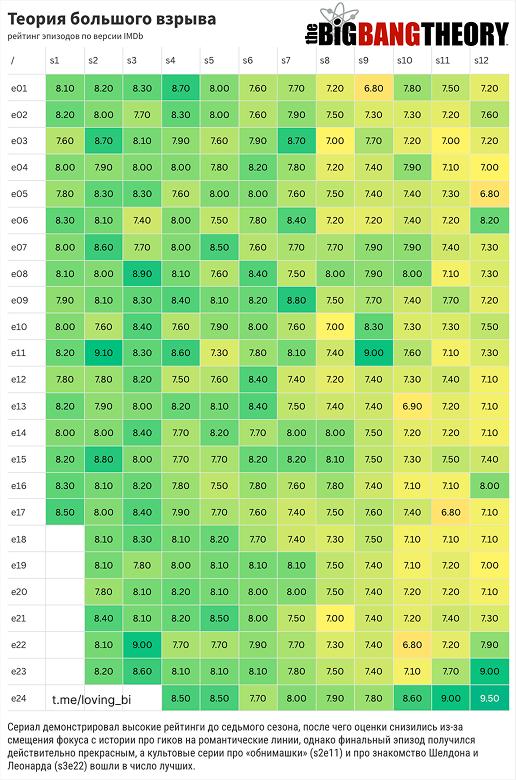 Теория большого взрыва
рейтинг эпизодов по версии IMDb
the BIG BANG THEORY
/ s1 s2 s3 s4 s5 s6 s7 s8 s9 s10 s11 s12
e01 8.10 8.20 8.30 8.70 8.00 7.60 7.70 7.20 6.80 7.80 7.50 7.20
e02 8.20 8.00 7.70 8.30 8.00 7.60 7.90 7.50 7.30 7.30 7.20 7.60
e03 7.60 8.70 8.10 7.90 7.60 7.90 8.70 7.00 7.70 7.20 7.00 7.20
e04 8.00 7.90 8.00 8.00 7.80 8.20 7.80 7.20 7.40 7.90 7.10 7.00
e05 7.80 8.30 8.30 7.60 8.00 8.00 7.60 7.50 7.40 7.40 7.30 6.80
e06 8.30 8.10 7.40 8.00 7.50 7.80 8.40 7.20 7.20 7.40 7.20 8.20
e07 8.00 8.60 7.70 8.00 8.50 7.60 7.70 7.70 7.90 7.90 7.40 7.30
e08 8.10 8.00 8.90 8.10 7.60 8.40 7.50 8.00 7.90 8.00 7.10 7.30
e09 7.90 8.10 8.30 8.40 8.10 8.20 8.80 7.50 7.70 7.40 7.70 7.20
e10 8.00 7.60 8.40 7.60 7.90 8.00 7.60 7.00 8.30 7.30 7.30 7.50
e11 8.20 9.10 8.30 8.60 7.30 7.80 8.10 7.40 9.00 7.60 7.10 7.30
e12 7.80 7.80 8.20 7.50 7.60 8.40 7.40 7.20 7.40 7.30 7.40 7.10
e13 8.20 7.90 8.00 8.20 8.10 8.40 7.50 7.40 7.40 6.90 7.20 7.10
e14 8.00 8.00 8.40 7.70 8.20 7.70 8.00 8.00 7.50 7.20 7.20 7.10
e15 8.20 8.80 8.00 7.70 7.70 8.20 8.20 8.10 7.50 7.30 7.50 7.40
e16 8.30 8.10 8.20 7.80 7.50 7.80 7.60 7.80 7.40 7.10 7.10 8.00
e17 8.50 8.00 8.40 7.90 7.70 7.60 7.40 7.50 7.60 7.40 6.80 7.10
e18 8.10 8.30 8.10 8.20 7.70 7.40 7.30 7.50 7.10 7.10 7.10
e19 8.10 7.80 8.00 8.10 8.10 8.10 7.50 7.40 7.20 7.20 7.00
e20 7.80 8.10 8.20 8.10 8.00 8.00 7.40 7.40 7.10 7.20 7.10
e21 8.40 8.10 8.20 8.50 8.00 7.50 7.00 7.40 7.20 7.40 7.30
e22 8.10 9.00 7.70 7.70 7.90 7.70 7.30 7.40 6.80 7.20 7.90
e23 8.20 8.60 8.10 8.10 8.10 7.80 7.50 7.40 7.10 7.70 9.00
e24 t.me/loving_bi 8.50 8.50 7.70 8.00 7.90 7.80 8.60 9.00 9.50
Сериал демонстрировал высокие рейтинги до седьмого сезона, после чего оценки снизились из-за
смещения фокуса с истории про гиков на романтические линии, однако финальный эпизод получился
действительно прекрасным, а культовые серии про «обнимашки» (s2e11) и про знакомство Шелдона и
Леонарда (s3e22) вошли в число лучших.